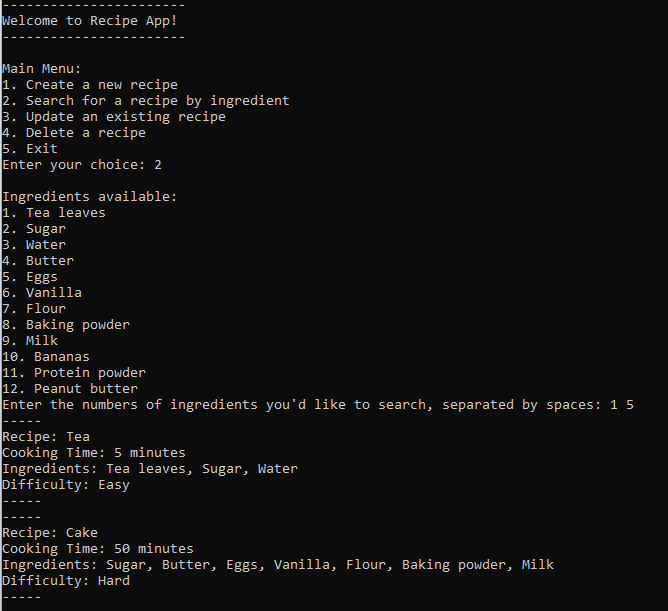 -----------------------
Welcome to Recipe App!
-----------------------
Main Menu:
1. Create a new recipe
2. Search for a recipe by ingredient
3. Update an existing recipe
4. Delete a recipe
5. Exit
Enter your choice: 2
Ingredients available:
1. Tea leaves
2. Sugar
3. Water
4. Butter
5. Eggs
6. Vanilla
7. Flour
8. Baking powder
9. Milk
10. Bananas
11. Protein powder
12. Peanut butter
Enter the numbers of ingredients you'd like to search, separated by spaces: 1 5
-----
Recipe: Tea
Cooking Time: 5 minutes
Ingredients: Tea leaves, Sugar, Water
Difficulty: Easy
-----
-----
Recipe: Cake
Cooking Time: 50 minutes
Ingredients: Sugar, Butter, Eggs, Vanilla, Flour, Baking powder, Milk
Difficulty: Hard
-----